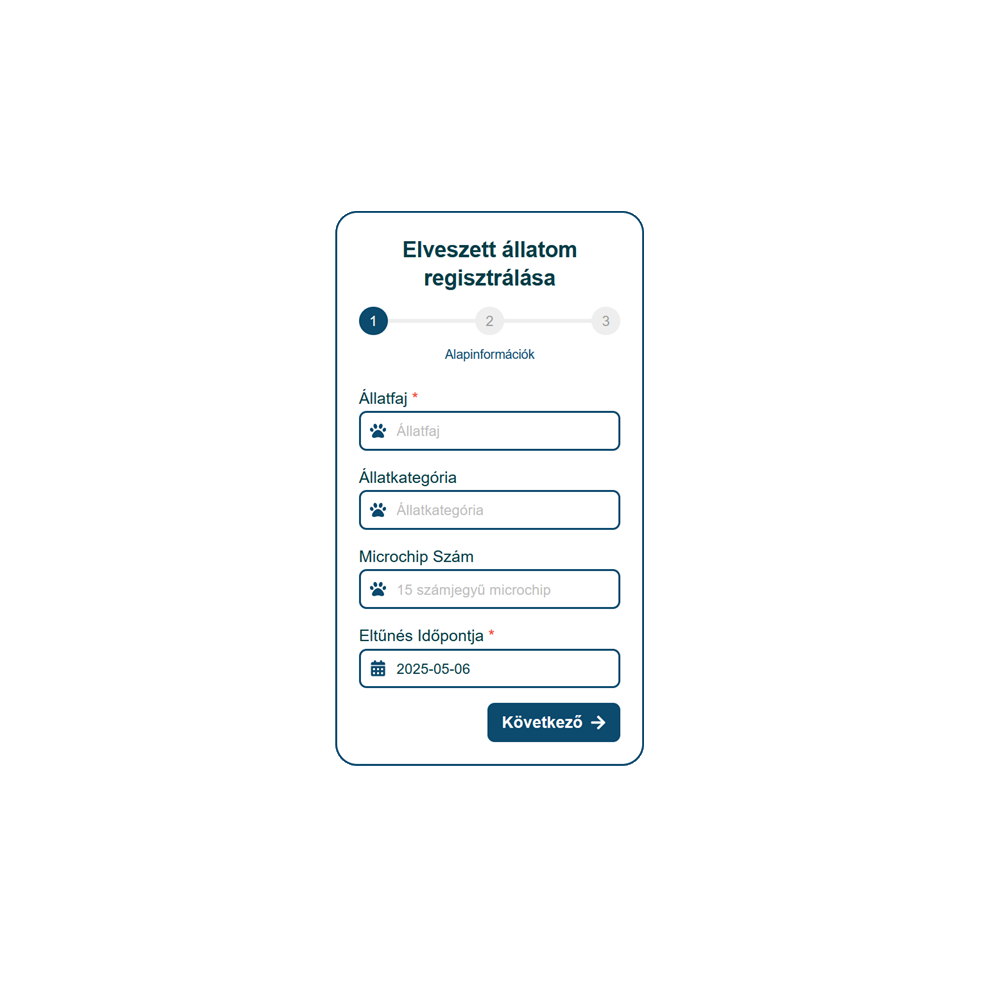 Elveszett állatom
regisztrálása
1 2 3
Alapinformációk
Állatfaj *
Állatfaj
Állatkategória
Állatkategória
Microchip Szám
15 számjegyű microchip
Eltűnés Időpontja *
2025-05-06
Következő